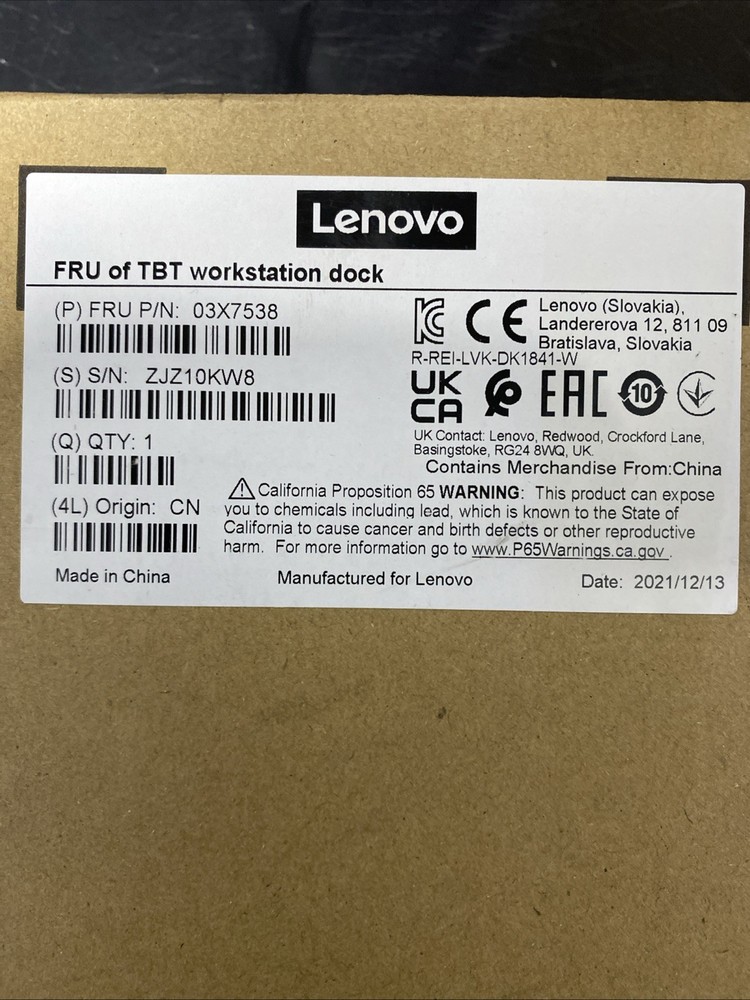 Lenovo
FRU of TBT workstation dock
(P) FRU P/N: 03X7538
(S) S/N: ZJZ10KW8
(Q) QTY: 1
(4L) Origin: CN
CE
Lenovo (Slovakia),
Landererova 12, 811 09
Bratislava, Slovakia
R-REI-LVK-DK1841-W
UK
CA
EAC
10
UK Contact: Lenovo, Redwood, Crockford Lane,
Basingstoke, RG24 8WQ, UK.
Contains Merchandise From:China
California Proposition 65 WARNING: This product can expose
you to chemicals including lead, which is known to the State of
California to cause cancer and birth defects or other reproductive
harm. For more information go to www.P65Warnings.ca.gov .
Made in China
Manufactured for Lenovo
Date: 2021/12/13